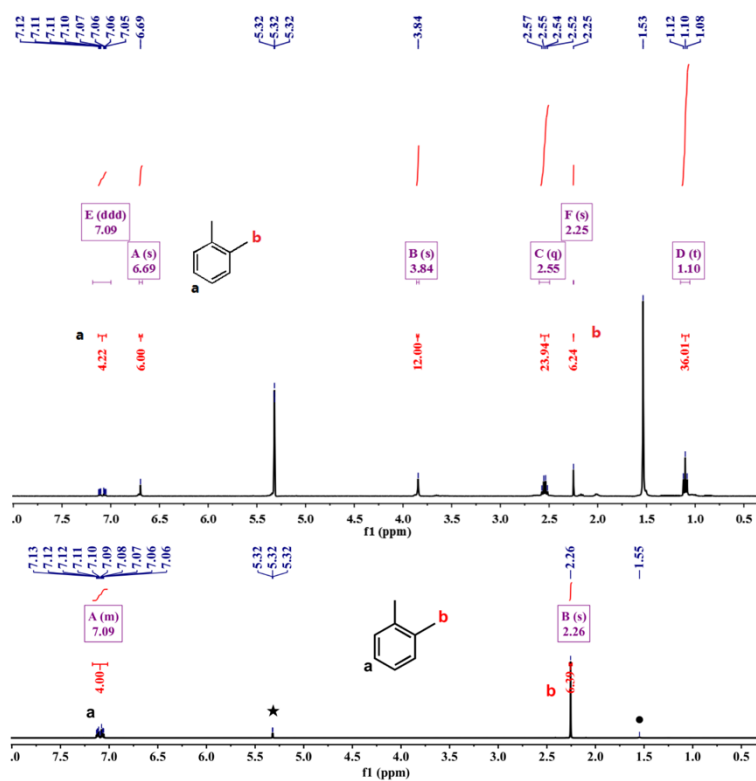 7.12
7.11
7.11
7.10
7.07
7.06
7.06
7.05
6.69
5.32
5.32
5.32
3.84
2.57
2.55
2.54
2.52
2.25
1.53
1.12
1.10
1.08
E (ddd)
7.09
F (s)
2.25
A (s)
6.69
B (s)
3.84
C (q)
2.55
D (t)
1.10
b
a
a
b
4.22
6.00
12.00
23.94
6.24
36.01
.0 7.5 7.0 6.5 6.0 5.5 5.0 4.5 4.0 3.5 3.0 2.5 2.0 1.5 1.0 0.5
f1 (ppm)
7.13
7.12
7.12
7.11
7.10
7.09
7.08
7.07
7.06
7.06
5.32
5.32
5.32
2.26
1.55
A (m)
7.09
B (s)
2.26
b
a
4.00
6.39
b
a
.0 7.5 7.0 6.5 6.0 5.5 5.0 4.5 4.0 3.5 3.0 2.5 2.0 1.5 1.0 0.5
f1 (ppm)